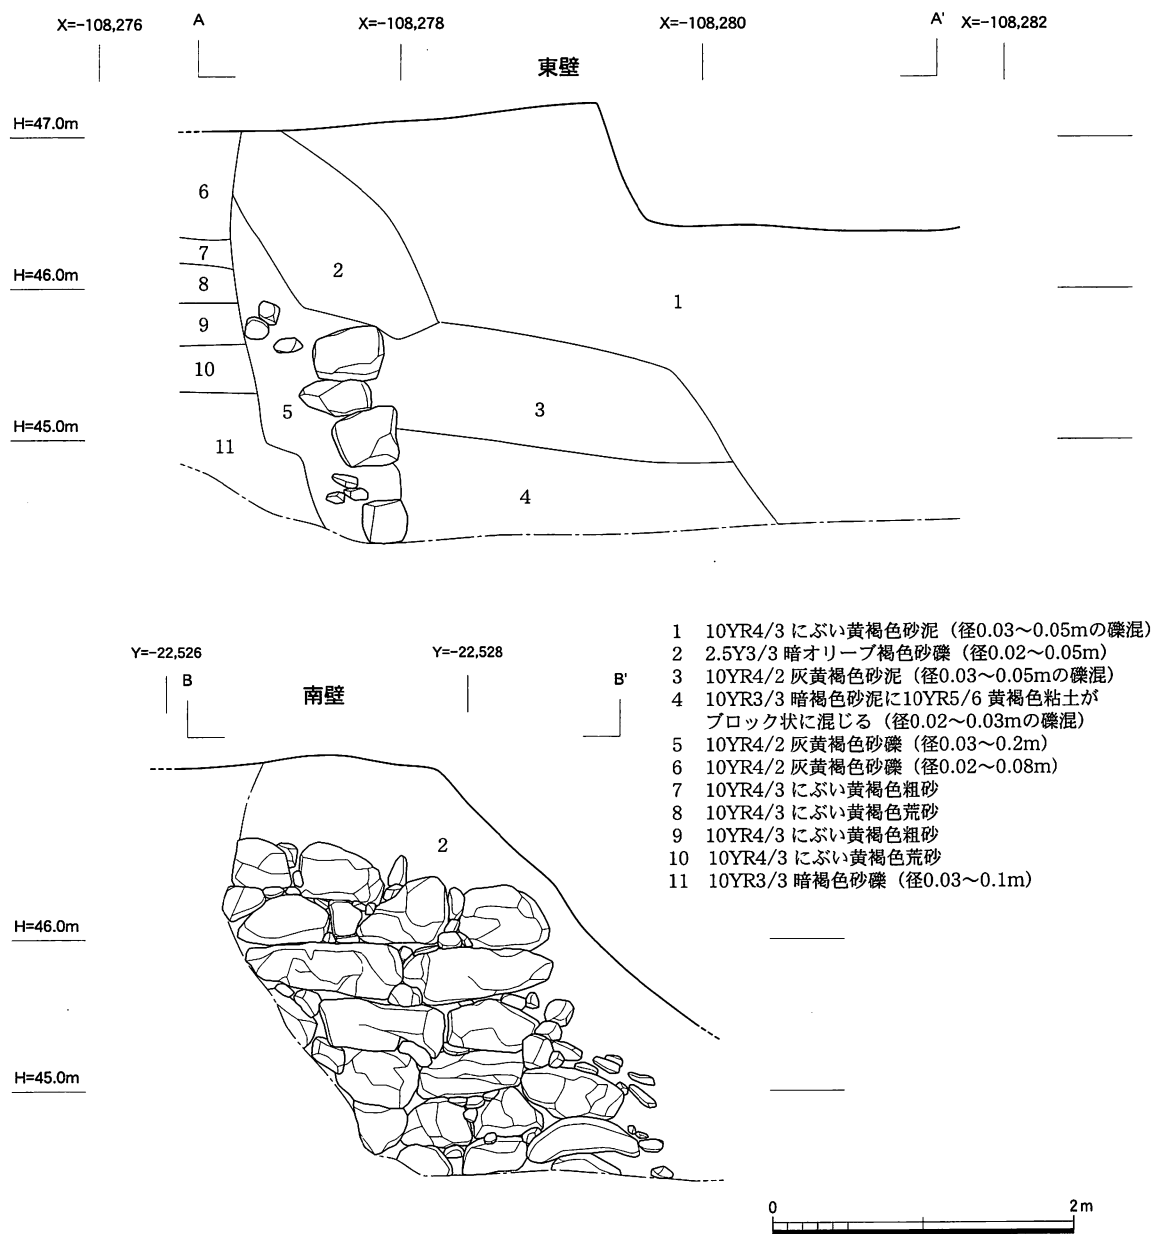 X=-108,276
A
X=-108,278
X=-108,280
A'
X=-108,282
東壁
H=47.0m
6
7
2
8
1
H=46.0m
9
10
5
3
H=45.0m
11
4
Y=-22,526
Y=-22,528
B
B'
南壁
2
H=46.0m
H=45.0m
1 10YR4/3 にぶい黄褐色砂泥（径0.03～0.05mの礫混）
2 2.5Y3/3 暗オリーブ褐色砂礫（径0.02～0.05m）
3 10YR4/2 灰黄褐色砂泥（径0.03～0.05mの礫混）
4 10YR3/3 暗褐色砂泥に10YR5/6 黄褐色粘土が
ブロック状に混じる（径0.02～0.03mの礫混）
5 10YR4/2 灰黄褐色砂礫（径0.03～0.2m）
6 10YR4/2 灰黄褐色砂礫（径0.02～0.08m）
7 10YR4/3 にぶい黄褐色粗砂
8 10YR4/3 にぶい黄褐色荒砂
9 10YR4/3 にぶい黄褐色粗砂
10 10YR4/3 にぶい黄褐色荒砂
11 10YR3/3 暗褐色砂礫（径0.03～0.1m）
0 2m